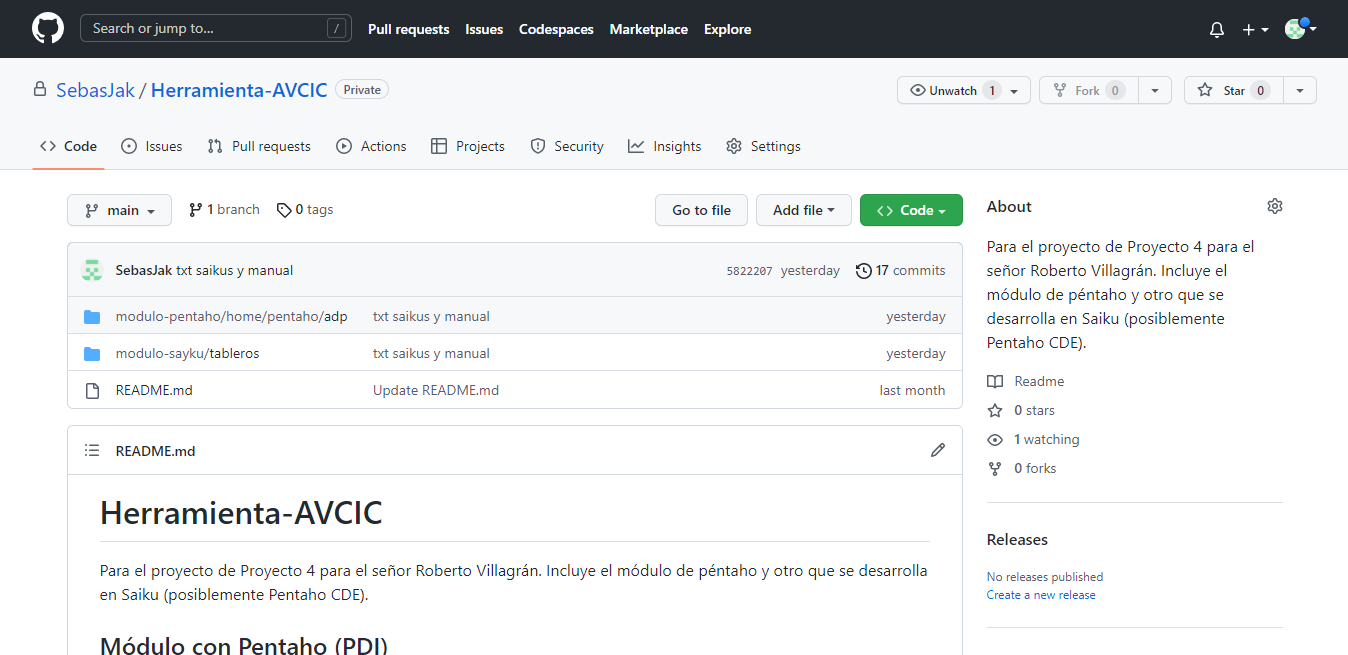 Search or jump to... /
Pull requests Issues Codespaces Marketplace Explore
SebasJak / Herramienta-AVCIC Private
Unwatch 1 Fork 0 Star 0
Code Issues Pull requests Actions Projects Security Insights Settings
main 1 branch 0 tags Go to file Add file Code
SebasJak txt saikus y manual 5822207 yesterday 17 commits
modulo-pentaho/home/pentaho/adp txt saikus y manual yesterday
modulo-sayku/tableros txt saikus y manual yesterday
README.md Update README.md last month
README.md
Herramienta-AVCIC
Para el proyecto de Proyecto 4 para el señor Roberto Villagrán. Incluye el módulo de péntaho y otro que se desarrolla
en Saiku (posiblemente Pentaho CDE).
Módulo con Pentaho (PDI)
About
Para el proyecto de Proyecto 4 para el
señor Roberto Villagrán. Incluye el
módulo de péntaho y otro que se
desarrolla en Saiku (posiblemente
Pentaho CDE).
Readme
0 stars
1 watching
0 forks
Releases
No releases published
Create a new release